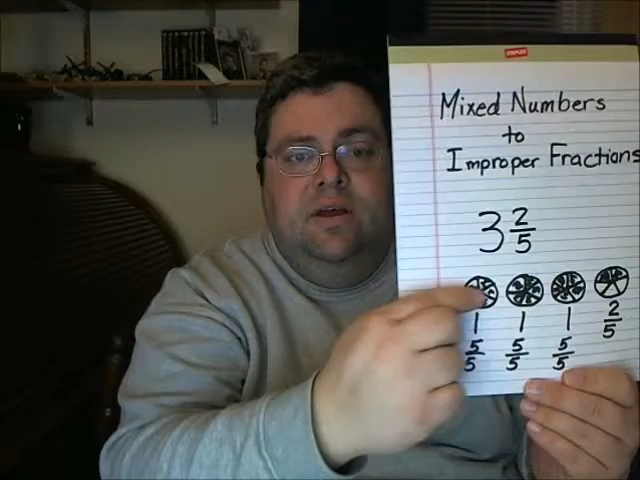 STAPLES
Mixed Numbers
to
Improper Fractions
3 2/5
1 1 1 2/5
5/5 5/5 5/5